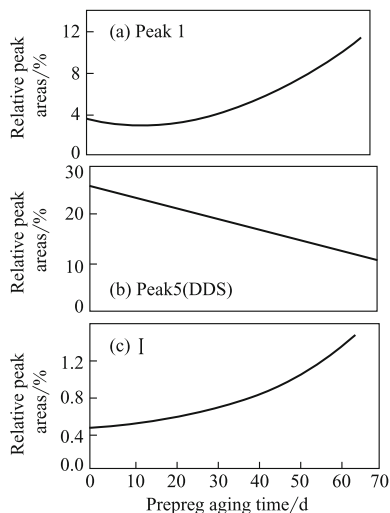 Relative peak
areas/%
12
8
4
0
(a) Peak 1
Relative peak
areas/%
30
20
10
0
(b) Peak5(DDS)
Relative peak
areas/%
1.2
0.8
0.4
0.0
(c) I
0 10 20 30 40 50 60 70
Prepreg aging time/d